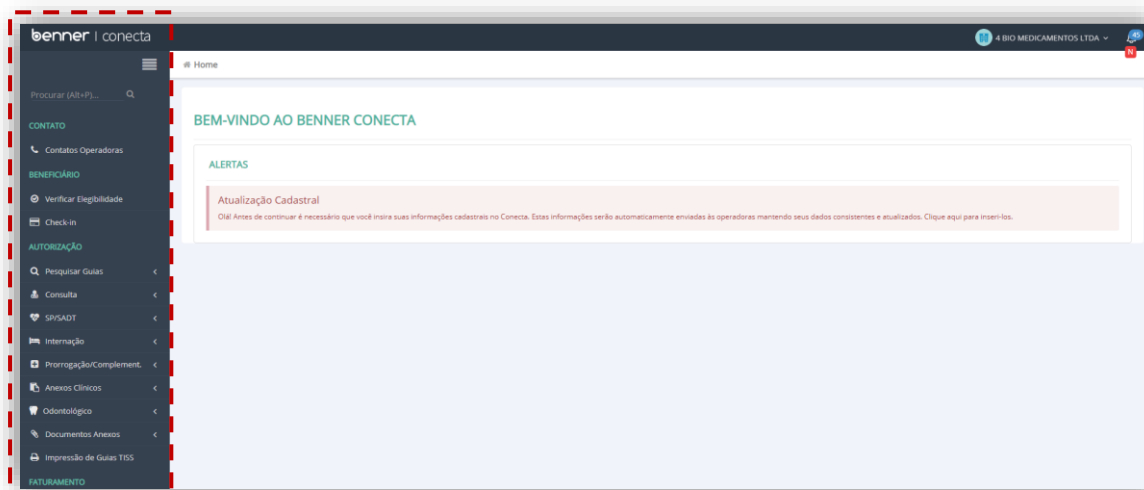 benner | conecta
4 BIO MEDICAMENTOS LTDA
45
N
Home
Procurar (Alt+P)...
CONTATO
Contatos Operadoras
BENEFICIÁRIO
Verificar Elegibilidade
Check-in
AUTORIZAÇÃO
Pesquisar Guias
Consulta
SP/SADT
Internação
Prorrogação/Complement.
Anexos Clínicos
Odontológico
Documentos Anexos
Impressão de Guias TISS
FATURAMENTO
BEM-VINDO AO BENNER CONECTA
ALERTAS
Atualização Cadastral
Olá! Antes de continuar é necessário que você insira suas informações cadastrais no Conecta. Estas informações serão automaticamente enviadas às operadoras mantendo seus dados consistentes e atualizados. Clique aqui para inserí-los.